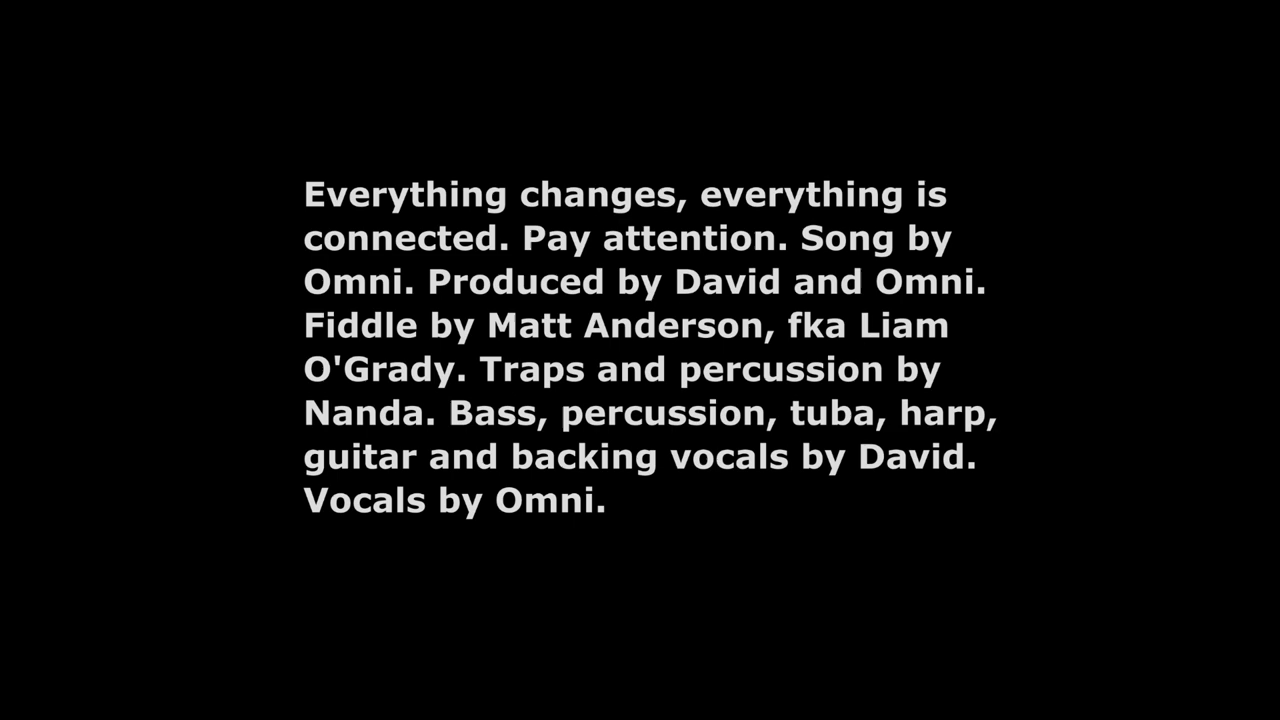 Everything changes, everything is
connected. Pay attention. Song by
Omni. Produced by David and Omni.
Fiddle by Matt Anderson, fka Liam
O'Grady. Traps and percussion by
Nanda. Bass, percussion, tuba, harp,
guitar and backing vocals by David.
Vocals by Omni.